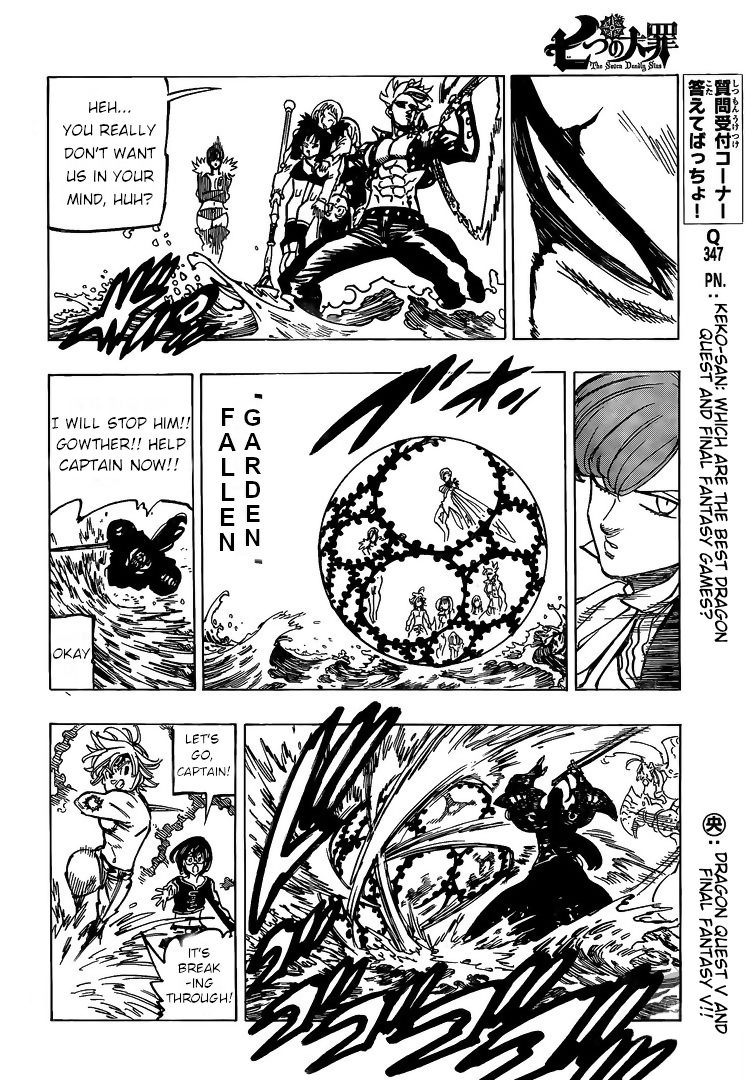 七つの大罪
The Seven Deadly Sins
質問受付コーナー
しつもんうけつけ
答えてばっちょ!
こた
Q
347
PN.: KEKO-SAN: WHICH ARE THE BEST DRAGON
QUEST AND FINAL FANTASY GAMES?
HEH...
YOU REALLY
DON'T WANT
US IN YOUR
MIND, HUH?
FALLEN
GARDEN
I WILL STOP HIM!!
GOWTHER!! HELP
CAPTAIN NOW!!
OKAY
央: DRAGON QUEST V AND
FINAL FANTASY V!!
LET'S
GO,
CAPTAIN!
IT'S
BREAK
-ING
THROUGH!